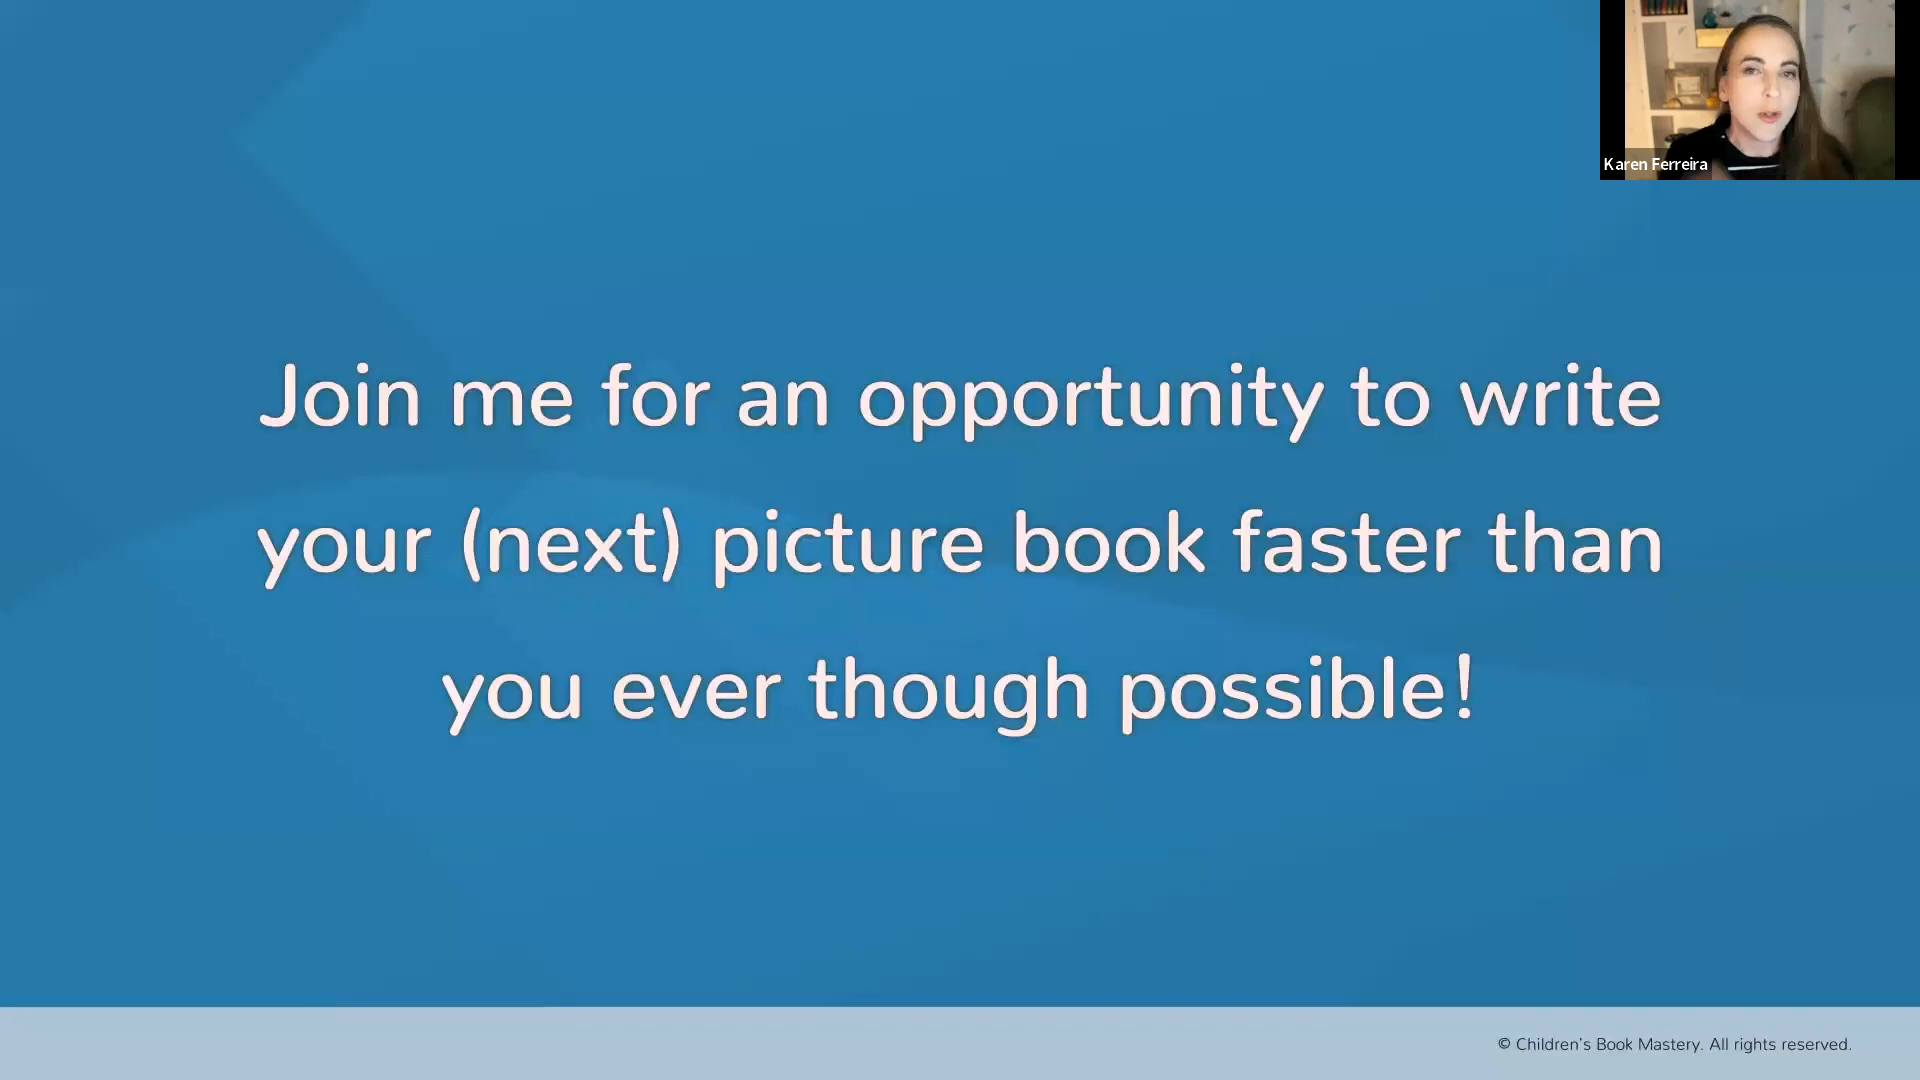 Karen Ferreira
Join me for an opportunity to write
your (next) picture book faster than
you ever though possible!
© Children's Book Mastery. All rights reserved.